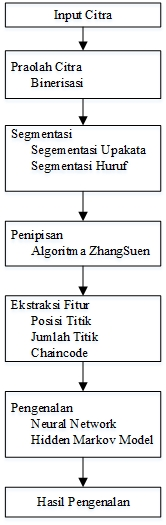 Input Citra
Praolah Citra
Binerisasi
Segmentasi
Segementasi Upakata
Segmentasi Huruf
Penipisan
Algoritma ZhangSuen
Ekstraksi Fitur
Posisi Titik
Jumlah Titik
Chaincode
Pengenalan
Neural Network
Hidden Markov Model
Hasil Pengenalan